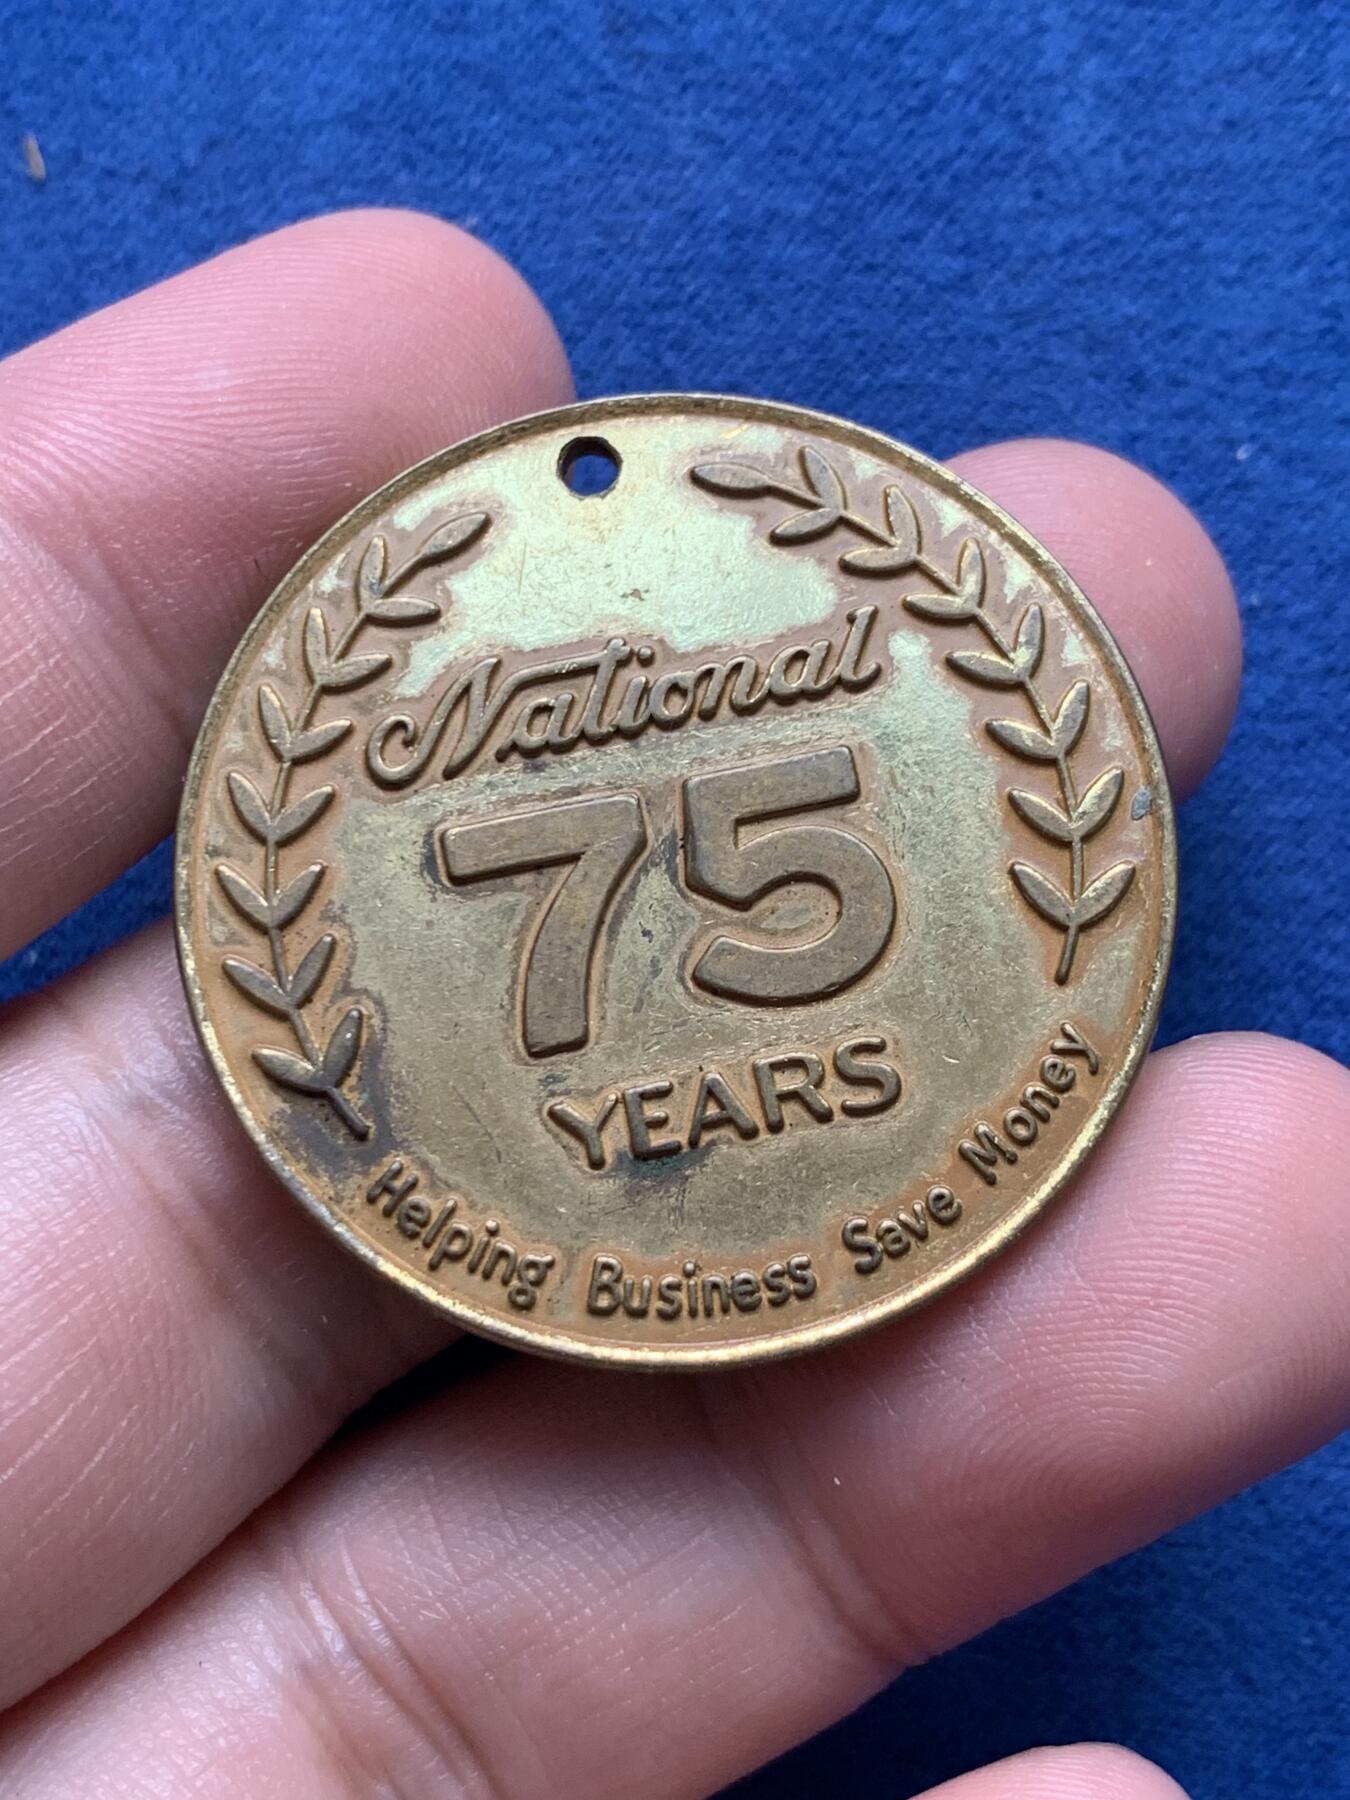 National
75
YEARS
Helping Business Save Money